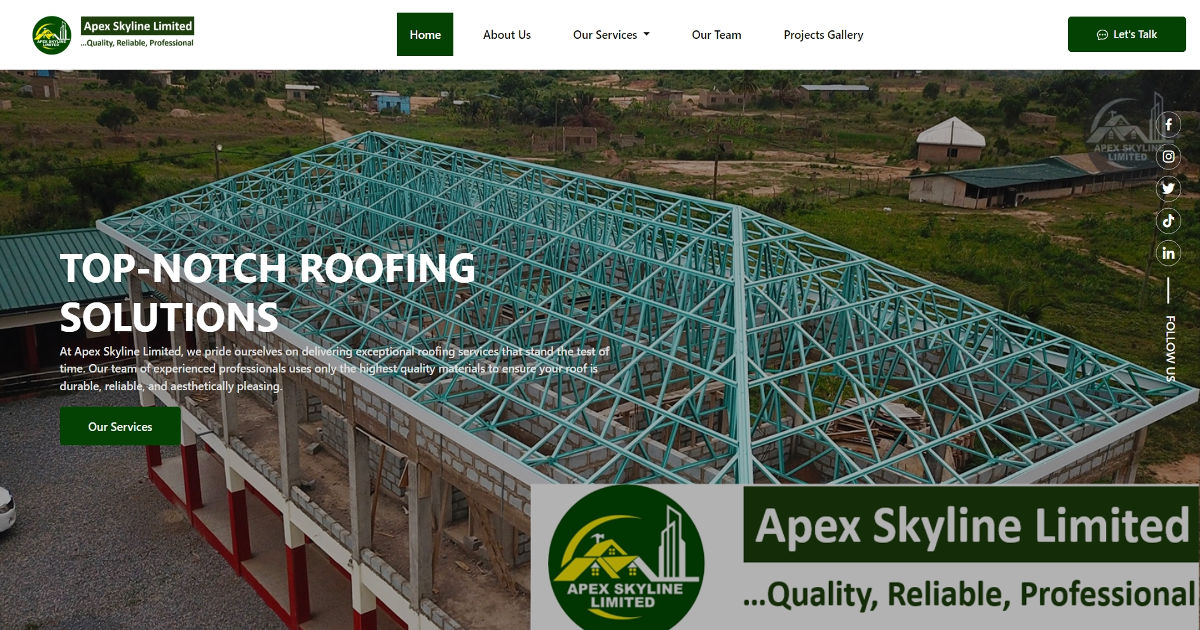 APEX SKYLINE
LIMITED
Apex Skyline Limited
...Quality, Reliable, Professional
Home
About Us
Our Services
Our Team
Projects Gallery
Let's Talk
APEX SKYLINE
LIMITED
TOP-NOTCH ROOFING
SOLUTIONS
At Apex Skyline Limited, we pride ourselves on delivering exceptional roofing services that stand the test of
time. Our team of experienced professionals uses only the highest quality materials to ensure your roof is
durable, reliable, and aesthetically pleasing.
Our Services
FOLLOW US
APEX SKYLINE
LIMITED
Apex Skyline Limited
...Quality, Reliable, Professional